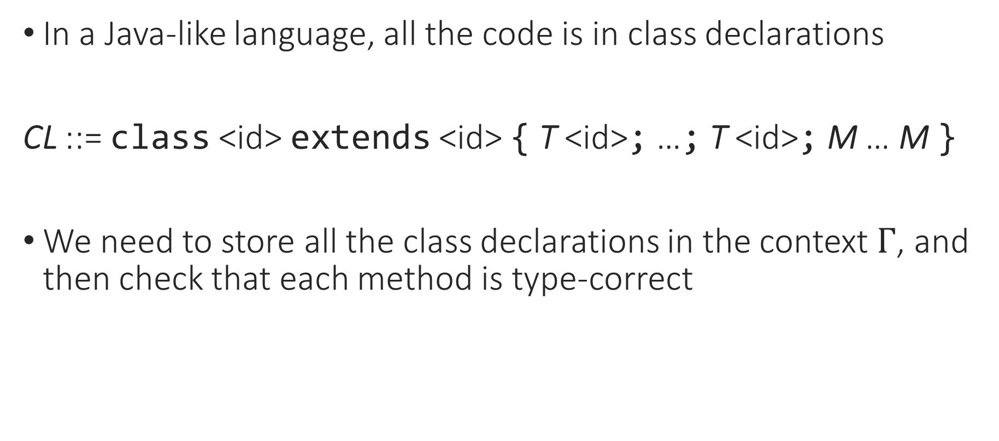 • In a Java-like language, all the code is in class declarations
CL ::= class <id> extends <id> { T <id>; …; T <id>; M … M }
• We need to store all the class declarations in the context Γ, and
then check that each method is type-correct